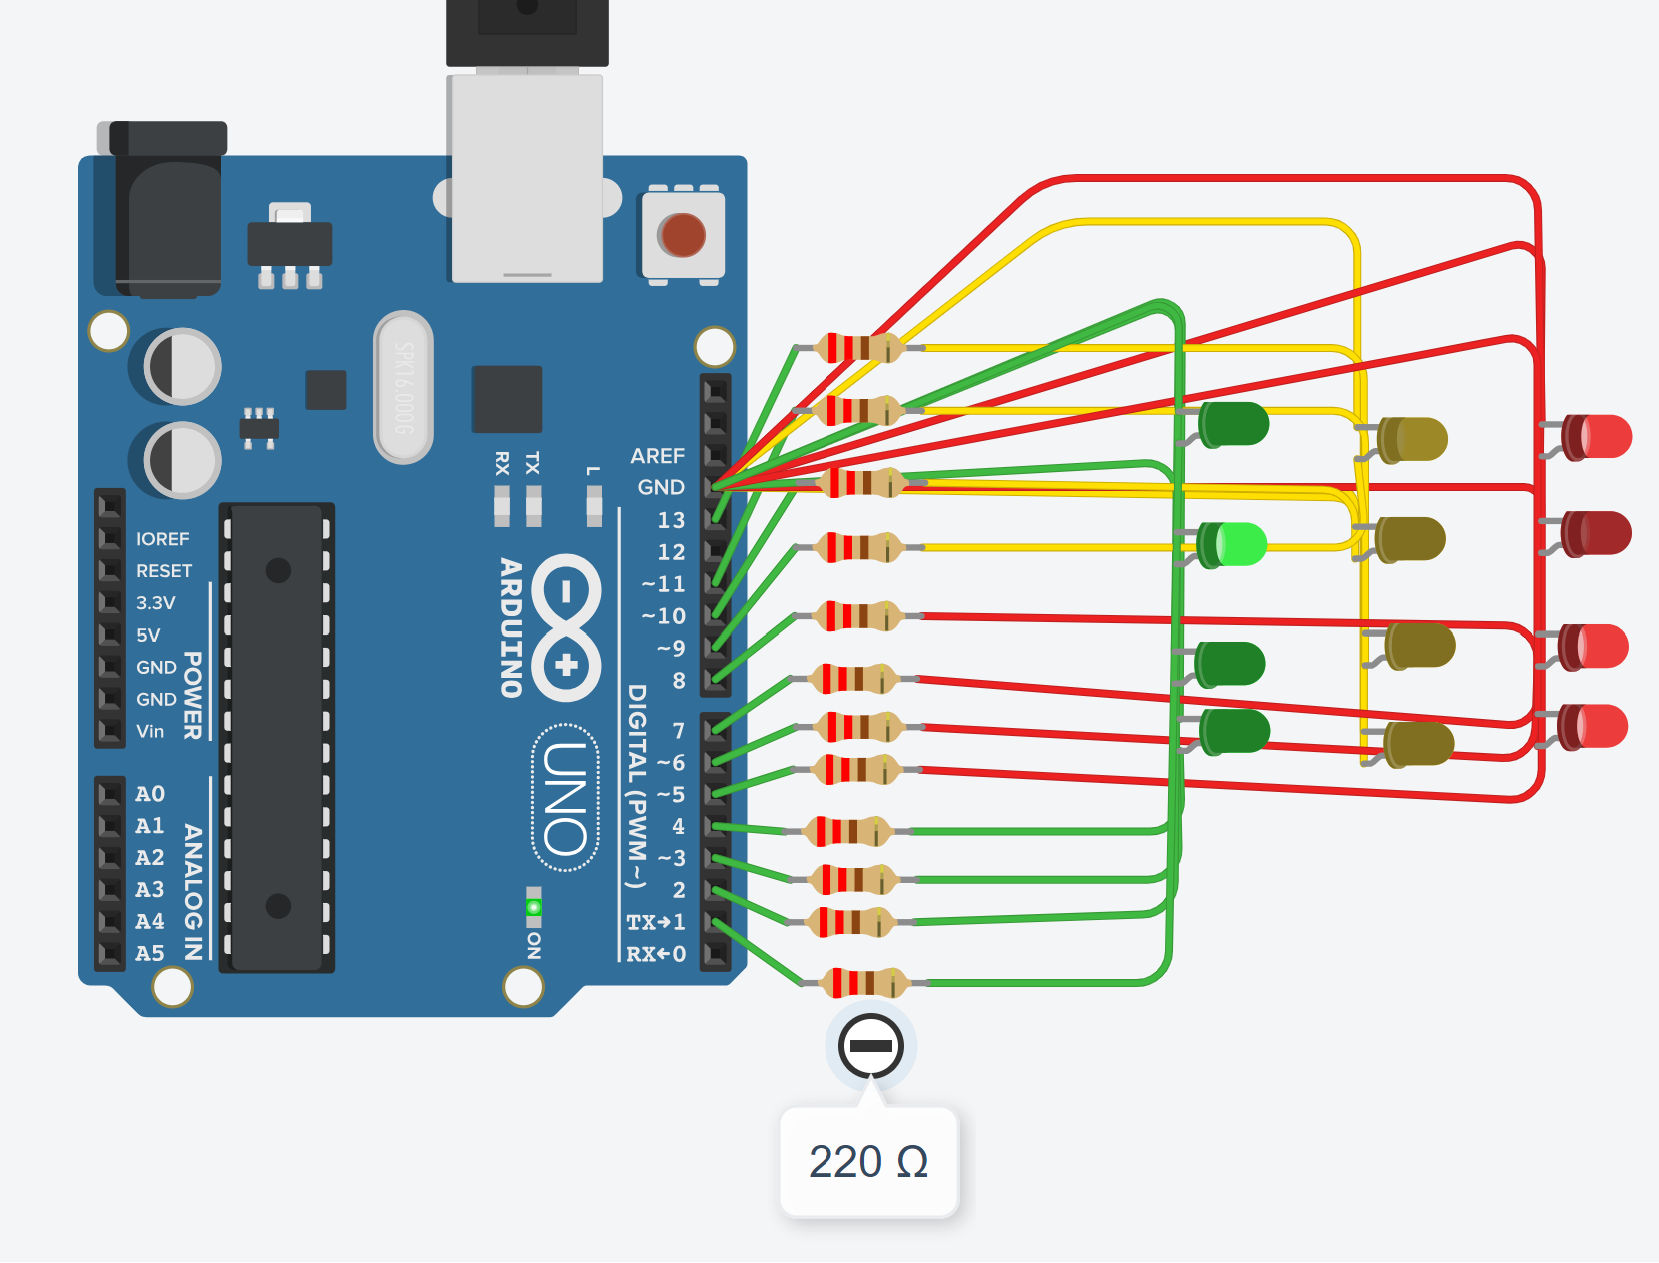 SPK16.000G
RX
TX
L
AREF
GND
13
12
~11
~10
~9
8
7
~6
~5
4
~3
2
TX→1
RX←0
DIGITAL (PWM ~)
ARDUINO
UNO
ON
IOREF
RESET
3.3V
5V
GND
GND
Vin
POWER
A0
A1
A2
A3
A4
A5
ANALOG IN
220 Ω